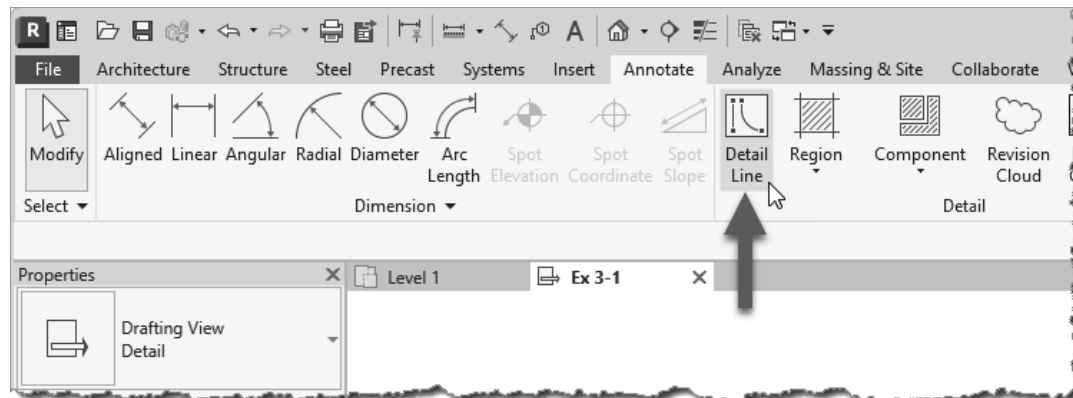 R A
File Architecture Structure Steel Precast Systems Insert Annotate Analyze Massing & Site Collaborate
Modify Aligned Linear Angular Radial Diameter Arc Spot Spot Spot Detail Region Component Revision
Length Elevation Coordinate Slope Line Cloud
Select Dimension Detail
Properties Level 1 Ex 3-1
Drafting View
Detail